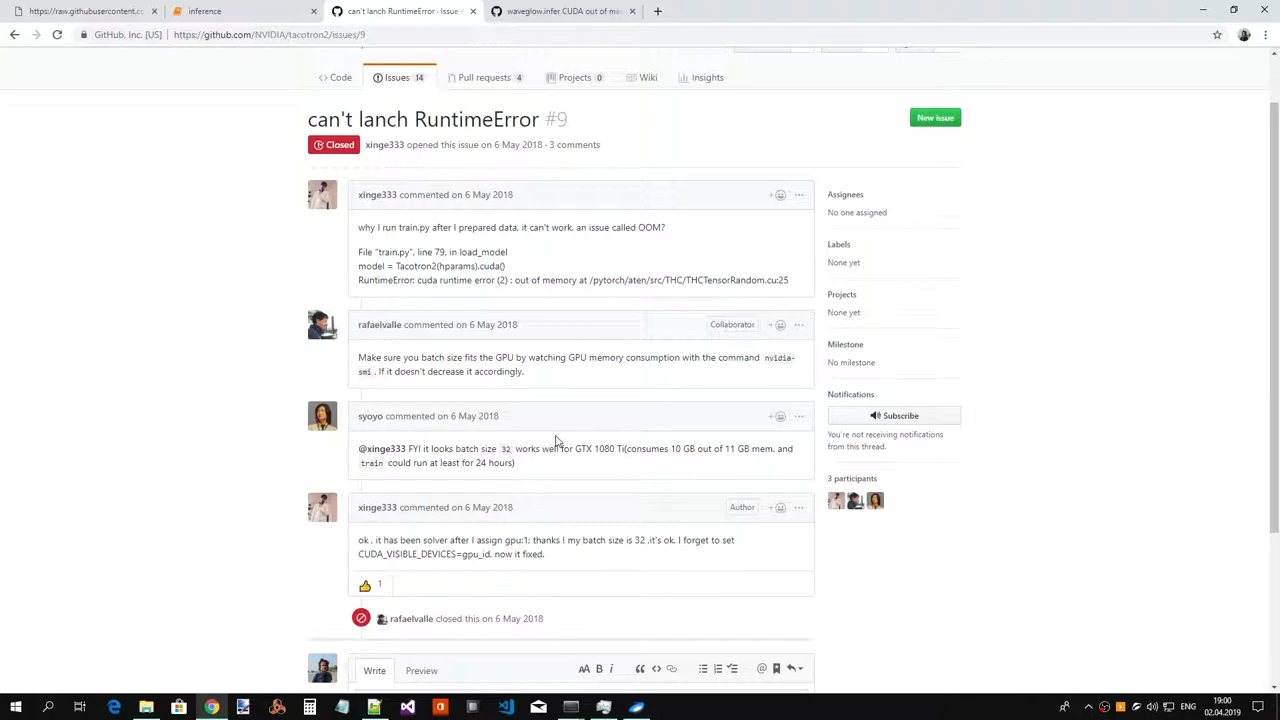 https://raw.githubusercontent.co
inference
can't lanch RuntimeError · Issue
waveglow.infer CUDA out of me
GitHub, Inc. [US] https://github.com/NVIDIA/tacotron2/issues/9
Code
Issues 14
Pull requests 4
Projects 0
Wiki
Insights
can't lanch RuntimeError #9
New issue
Closed
xinge333 opened this issue on 6 May 2018 · 3 comments
xinge333 commented on 6 May 2018
why I run train.py after I prepared data, it can't work. an issue called OOM?
File "train.py", line 79, in load_model
model = Tacotron2(hparams).cuda()
RuntimeError: cuda runtime error (2) : out of memory at /pytorch/aten/src/THC/THCTensorRandom.cu:25
rafaelvalle commented on 6 May 2018
Collaborator
Make sure you batch size fits the GPU by watching GPU memory consumption with the command nvidia-
smi . If it doesn't decrease it accordingly.
syoyo commented on 6 May 2018
@xinge333 FYI it looks batch size 32 works well for GTX 1080 Ti(consumes 10 GB out of 11 GB mem. and
train could run at least for 24 hours)
xinge333 commented on 6 May 2018
Author
ok , it has been solver after I assign gpu:1; thanks ! my batch size is 32 ,it's ok, I forget to set
CUDA_VISIBLE_DEVICES=gpu_id, now it fixed.
1
rafaelvalle closed this on 6 May 2018
Write
Preview
AA B i
Assignees
No one assigned
Labels
None yet
Projects
None yet
Milestone
No milestone
Notifications
Subscribe
You're not receiving notifications
from this thread.
3 participants
ENG
19:00
02.04.2019